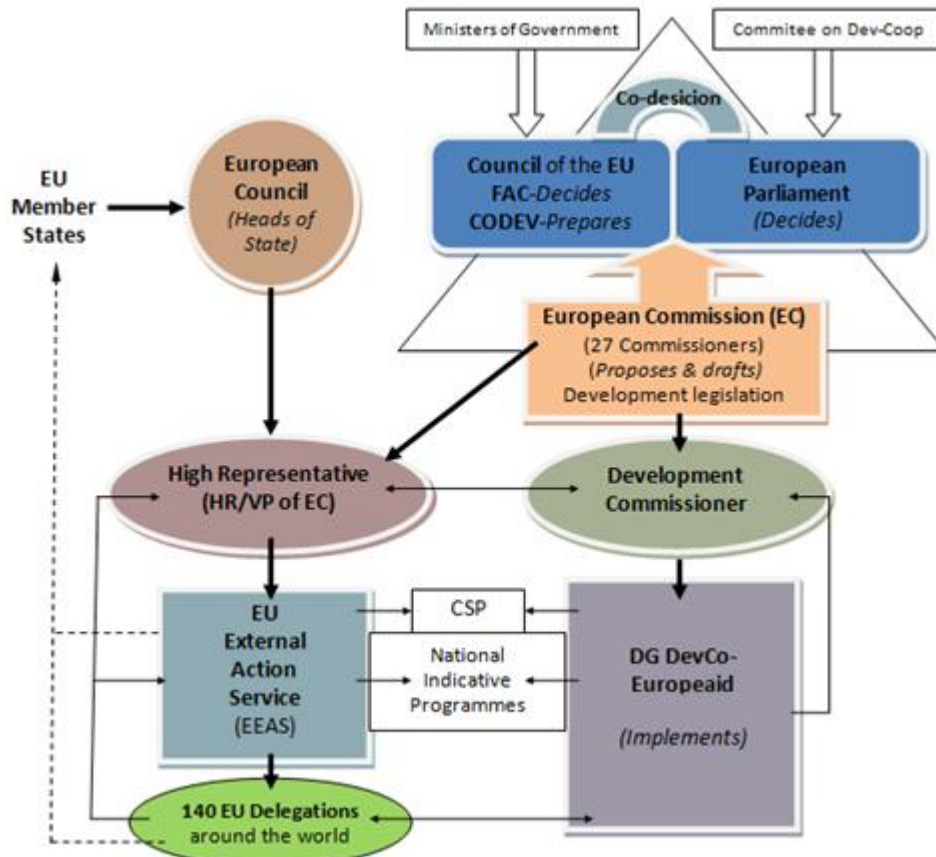 Ministers of Government
Commitee on Dev-Coop
Co-desicion
EU
Member
States
European
Council
(Heads of
State)
Council of the EU
FAC-Decides
CODEV-Prepares
European
Parliament
(Decides)
European Commission (EC)
(27 Commissioners)
(Proposes & drafts)
Development legislation
High Representative
(HR/VP of EC)
Development
Commissioner
EU
External
Action
Service
(EEAS)
CSP
National
Indicative
Programmes
DG DevCo-
Europeaid
(Implements)
140 EU Delegations
around the world